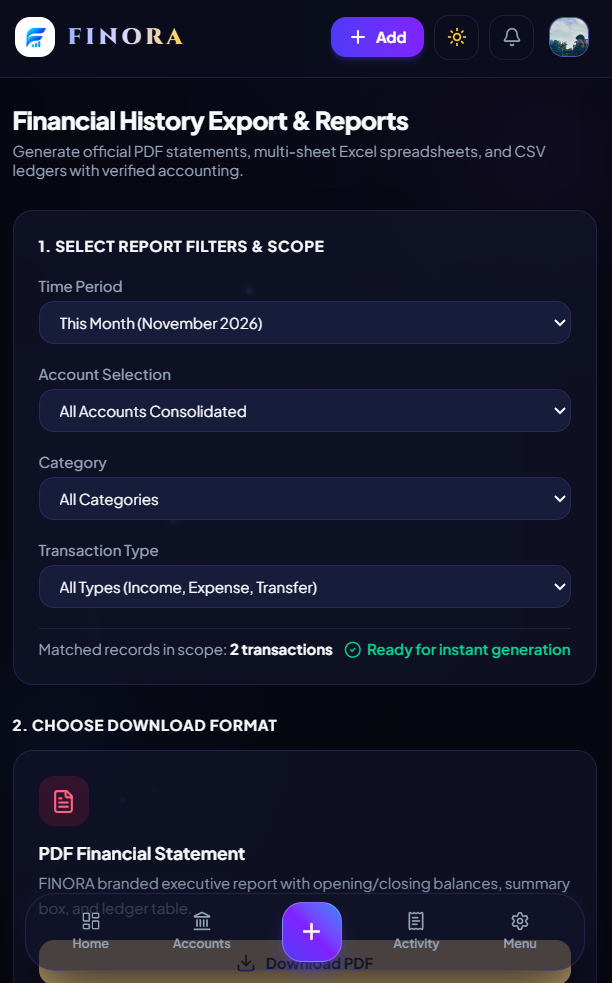 FINORA
Add
Financial History Export & Reports
Generate official PDF statements, multi-sheet Excel spreadsheets, and CSV
ledgers with verified accounting.
1. SELECT REPORT FILTERS & SCOPE
Time Period
This Month (November 2026)
Account Selection
All Accounts Consolidated
Category
All Categories
Transaction Type
All Types (Income, Expense, Transfer)
Matched records in scope: 2 transactions Ready for instant generation
2. CHOOSE DOWNLOAD FORMAT
PDF Financial Statement
FINORA branded executive report with opening/closing balances, summary
box, and ledger table.
Home Accounts Activity Menu
Download PDF